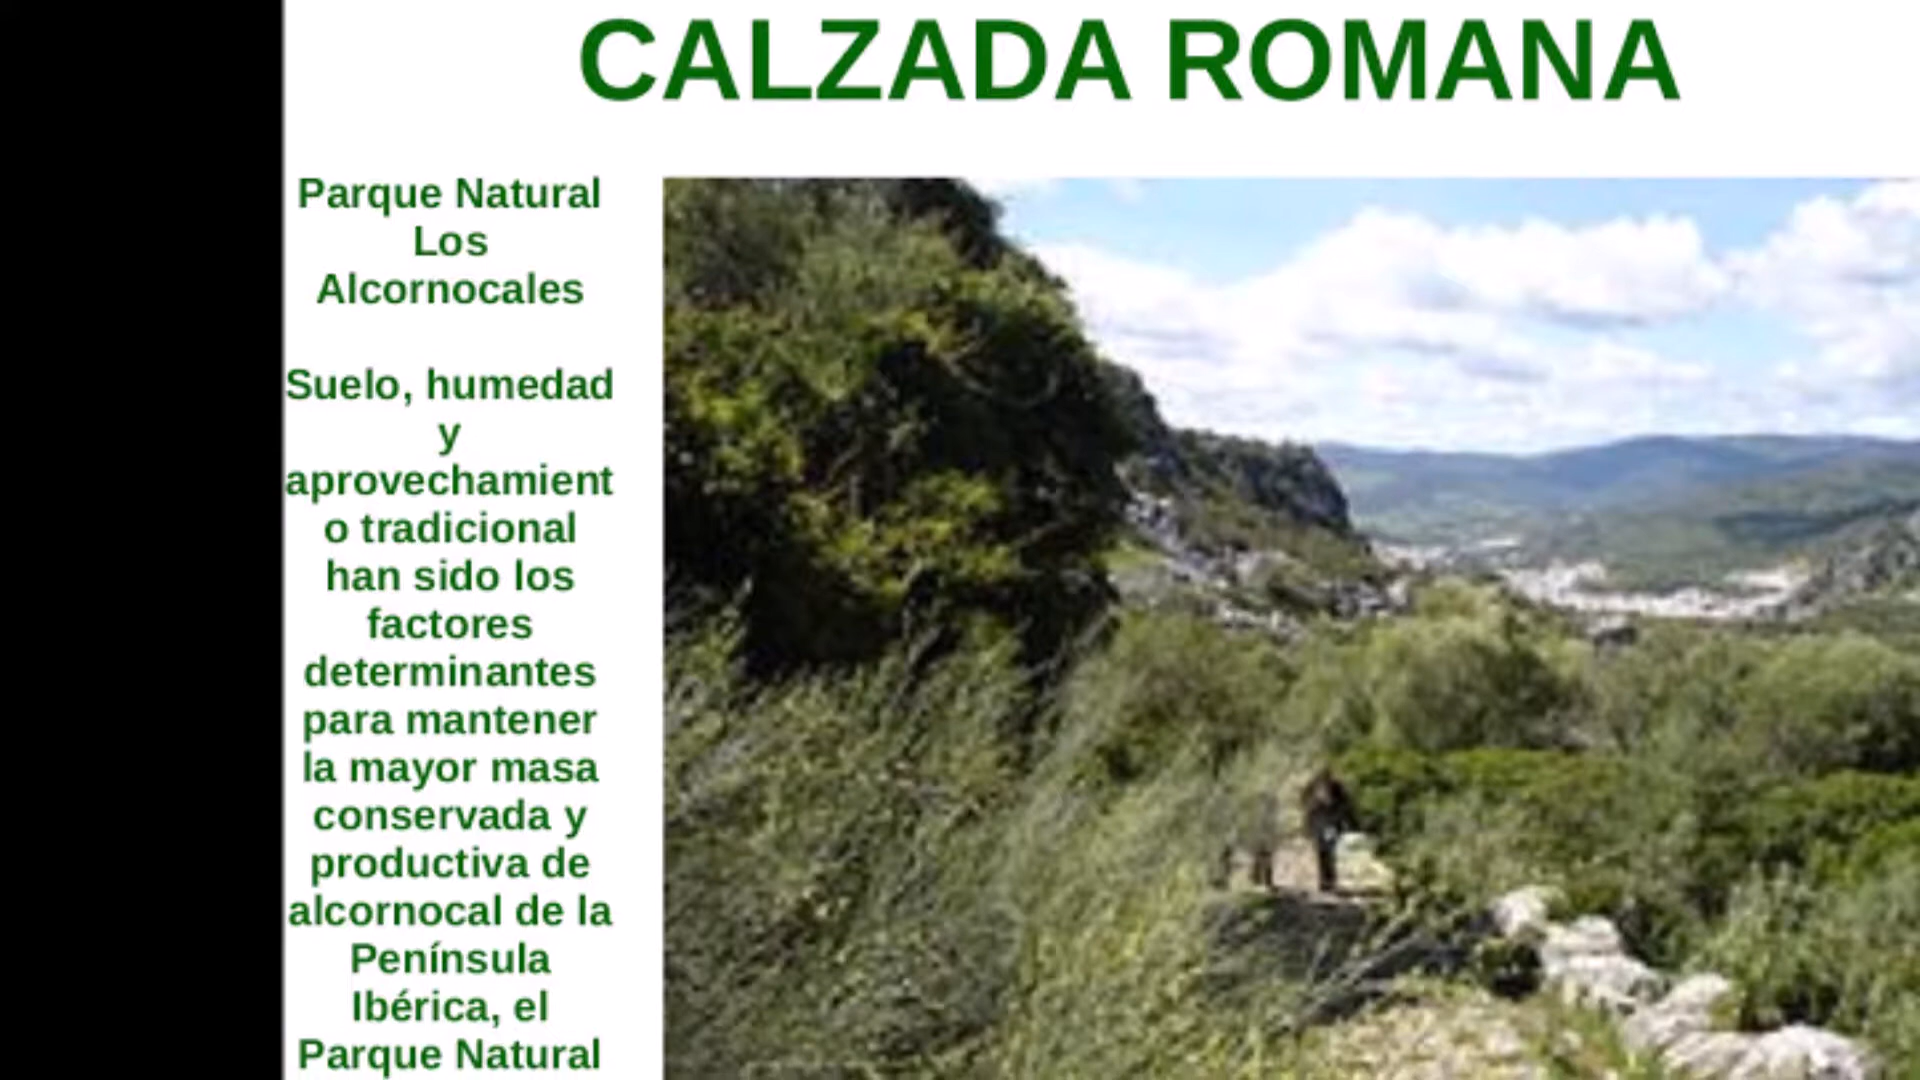 CALZADA ROMANA
Parque Natural
Los
Alcornocales
Suelo, humedad
y
aprovechamient
o tradicional
han sido los
factores
determinantes
para mantener
la mayor masa
conservada y
productiva de
alcornocal de la
Península
Ibérica, el
Parque Natural